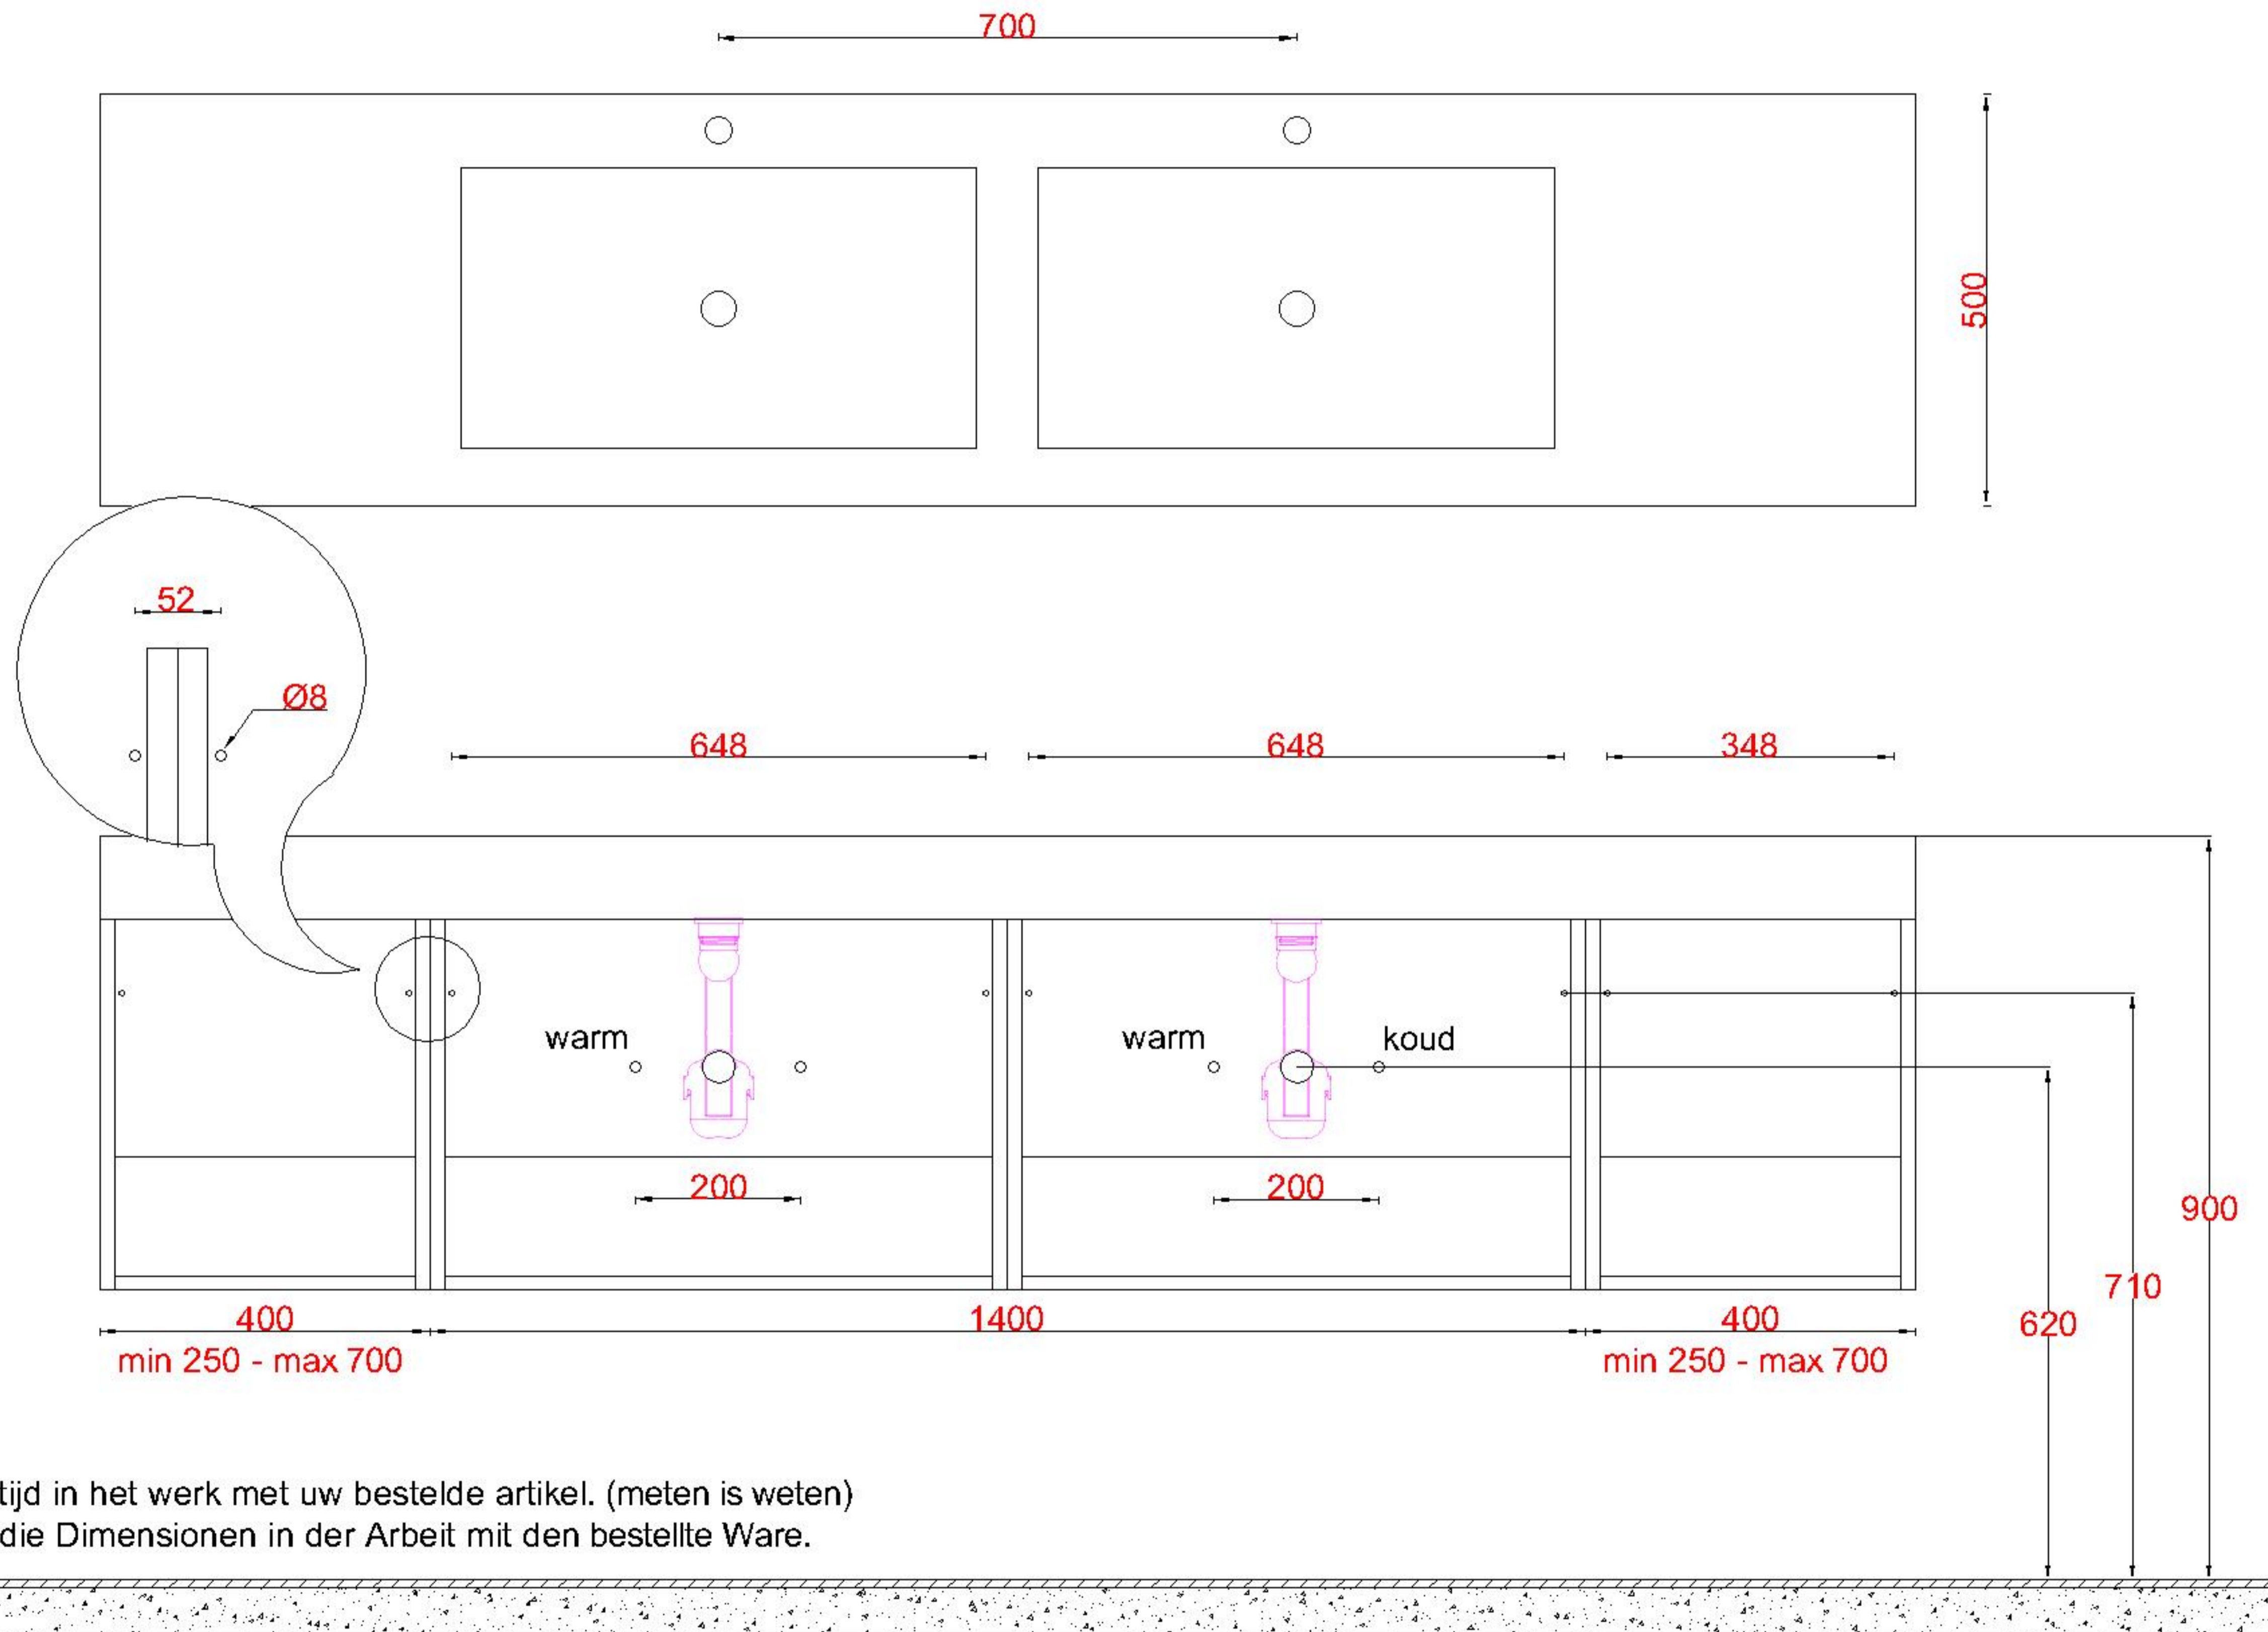 700
500
52
Ø8
648
648
348
warm
warm
koud
200
200
900
710
620
400
1400
400
min 250 - max 700
min 250 - max 700
tijd in het werk met uw bestelde artikel. (meten is weten)
die Dimensionen in der Arbeit mit den bestellte Ware.